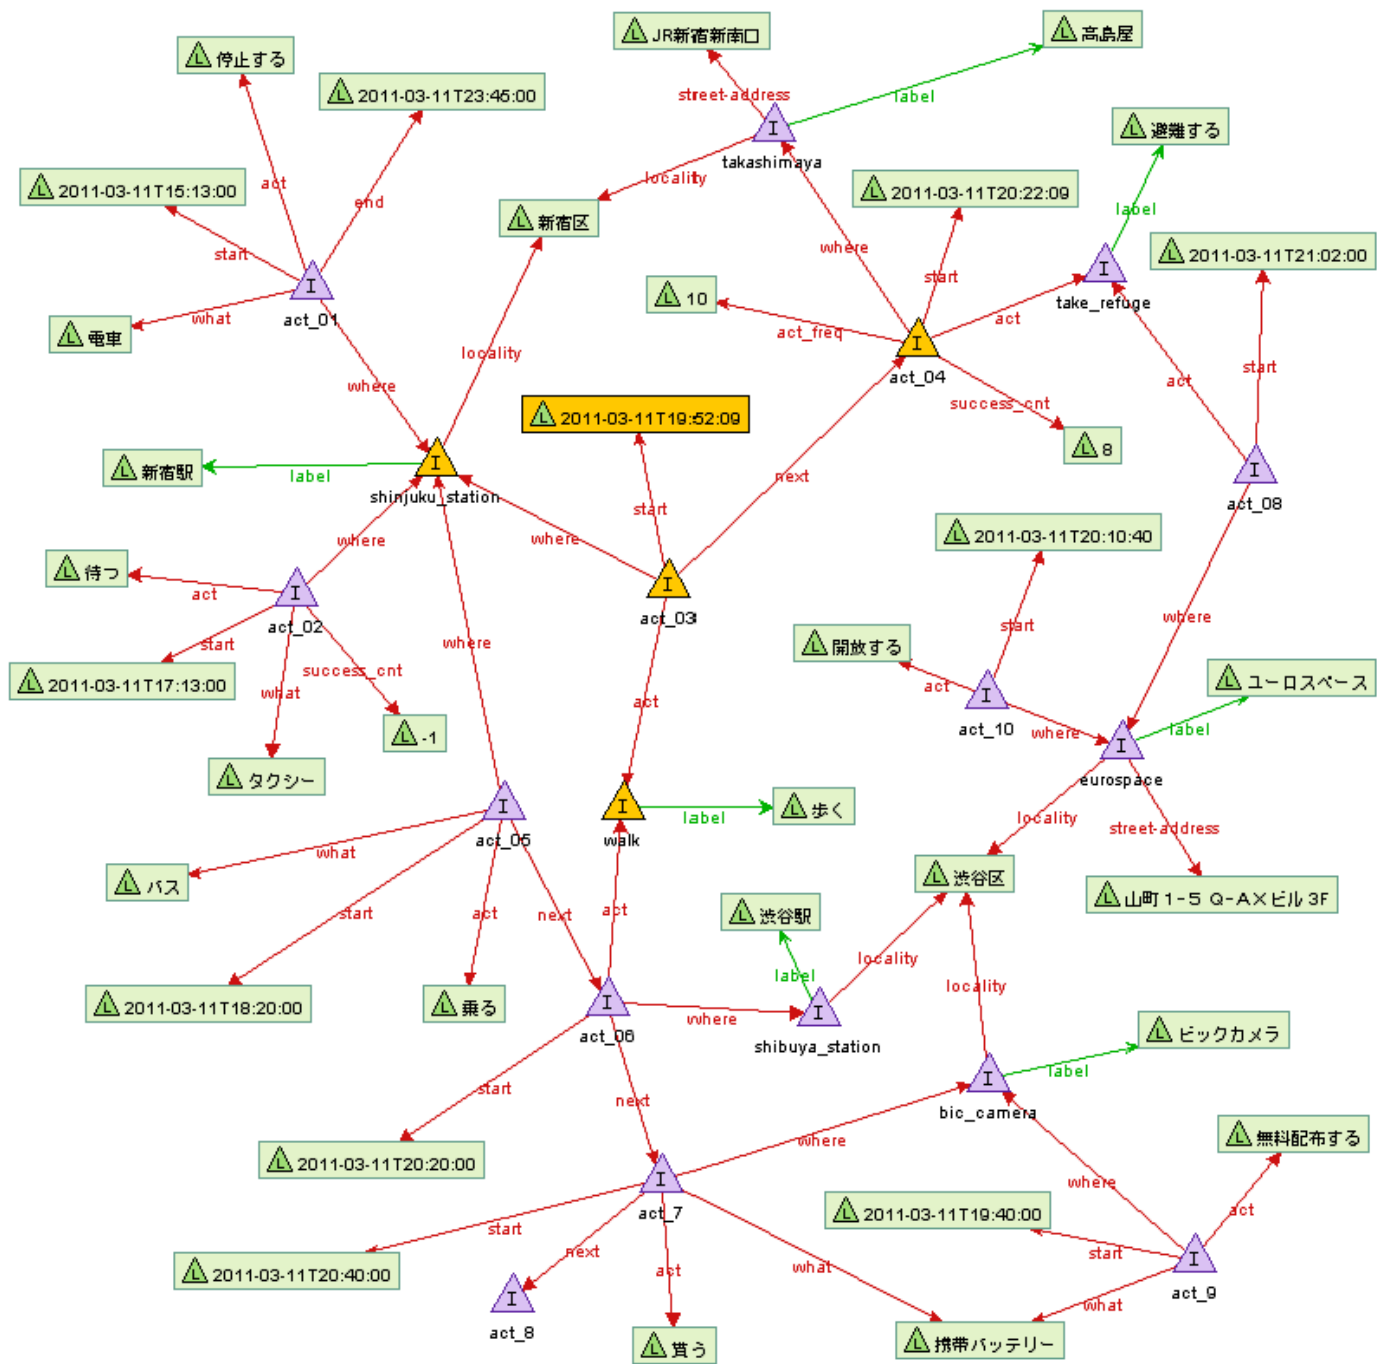 JR新宿新南口
高島屋
停止する
2011-03-11T23:45:00
street-address
label
takashimaya
避難する
2011-03-11T15:13:00
act
end
locality
2011-03-11T20:22:09
label
新宿区
start
where
2011-03-11T21:02:00
10
start
take_refuge
電車
what
act_01
act_freq
act
act_04
locality
where
act
start
success_cnt
2011-03-11T19:52:09
8
新宿駅
label
shinjuku_station
next
act_08
where
where
start
2011-03-11T20:10:40
待つ
act
act_02
act_03
start
where
開放する
start
where
success_cnt
2011-03-11T17:13:00
what
act
act
ユーロスペース
-1
act_10
where
label
タクシー
eurospace
label
歩く
locality
act_05
walk
street-address
what
バス
渋谷区
山町1-5 Q-AXビル3F
start
act
next
act
渋谷駅
locality
label
2011-03-11T18:20:00
乗る
locality
where
act_06
shibuya_station
ビックカメラ
label
start
next
bic_camera
where
無料配布する
2011-03-11T20:20:00
where
act_7
2011-03-11T19:40:00
act
start
next
act
what
start
2011-03-11T20:40:00
what
act_9
act_8
貰う
携帯バッテリー